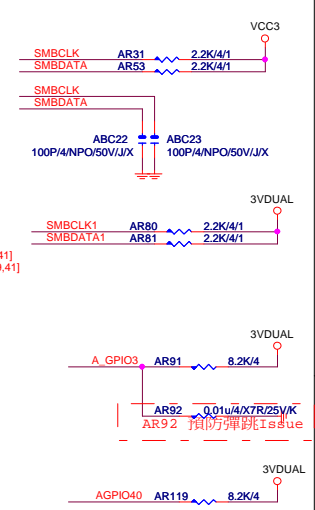 VCC3
SMBCLK AR31 2.2K/4/1
SMBDATA AR53 2.2K/4/1
SMBCLK
SMBDATA
ABC22 ABC23
100P/4/NPO/50V/J/X 100P/4/NPO/50V/J/X
3VDUAL
SMBCLK1 AR80 2.2K/4/1
SMBDATA1 AR81 2.2K/4/1
41]
,41]
3VDUAL
A_GPIO3 AR91 8.2K/4
AR92 0.01u/4/X7R/25V/K
AR92 預防彈跳Issue
3VDUAL
AGPIO40 AR119 8.2K/4